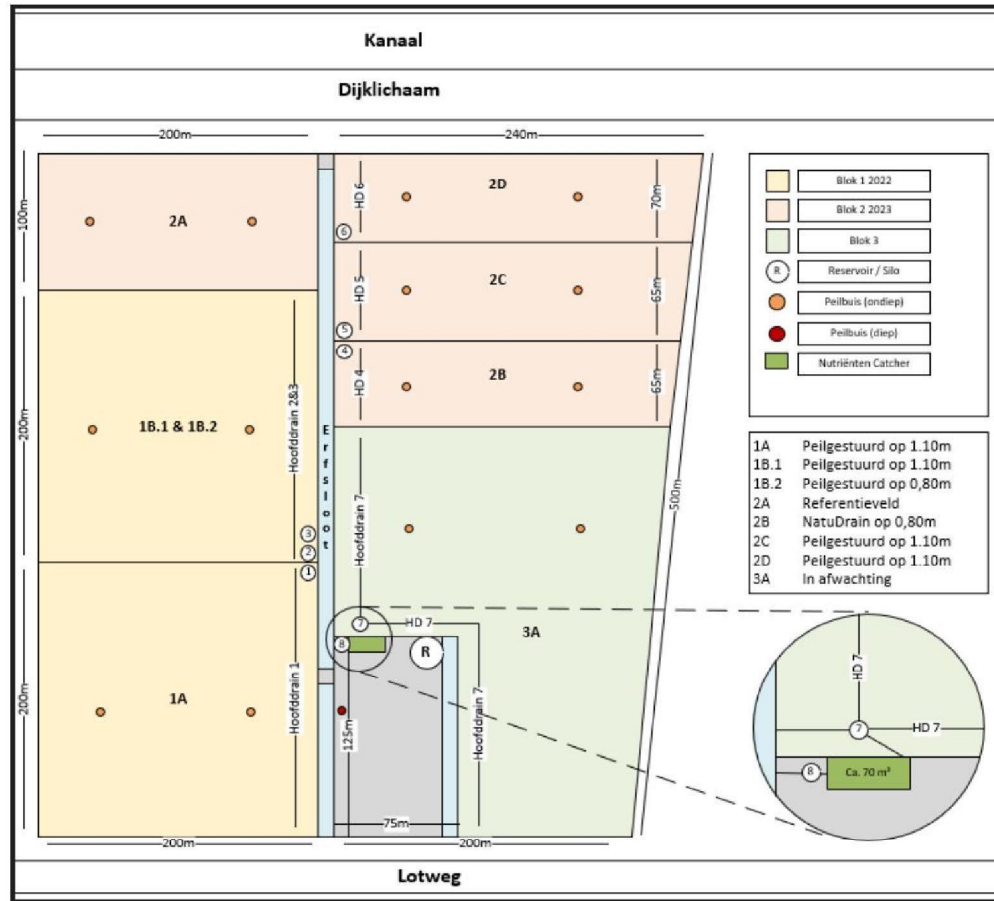 Kanaal
Dijklichaam
200m
240m
100m
2A
HD 6
2D
70m
6
HD 5
2C
65m
5
4
HD 4
2B
65m
200m
1B.1 & 1B.2
Hoofddrain 2&3
Erfsloot
3
2
1
Hoofddrain 7
500m
7
HD 7
3A
8
R
200m
1A
Hoofddrain 1
125m
Hoofddrain 7
75m
200m
200m
Lotweg
Blok 1 2022
Blok 2 2023
Blok 3
R Reservoir / Silo
Peilbuis (ondiep)
Peilbuis (diep)
Nutriënten Catcher
1A Peilgestuurd op 1.10m
1B.1 Peilgestuurd op 1.10m
1B.2 Peilgestuurd op 0,80m
2A Referentieveld
2B NatuDrain op 0,80m
2C Peilgestuurd op 1.10m
2D Peilgestuurd op 1.10m
3A In afwachting
HD 7
7
HD 7
8
Ca. 70 m³